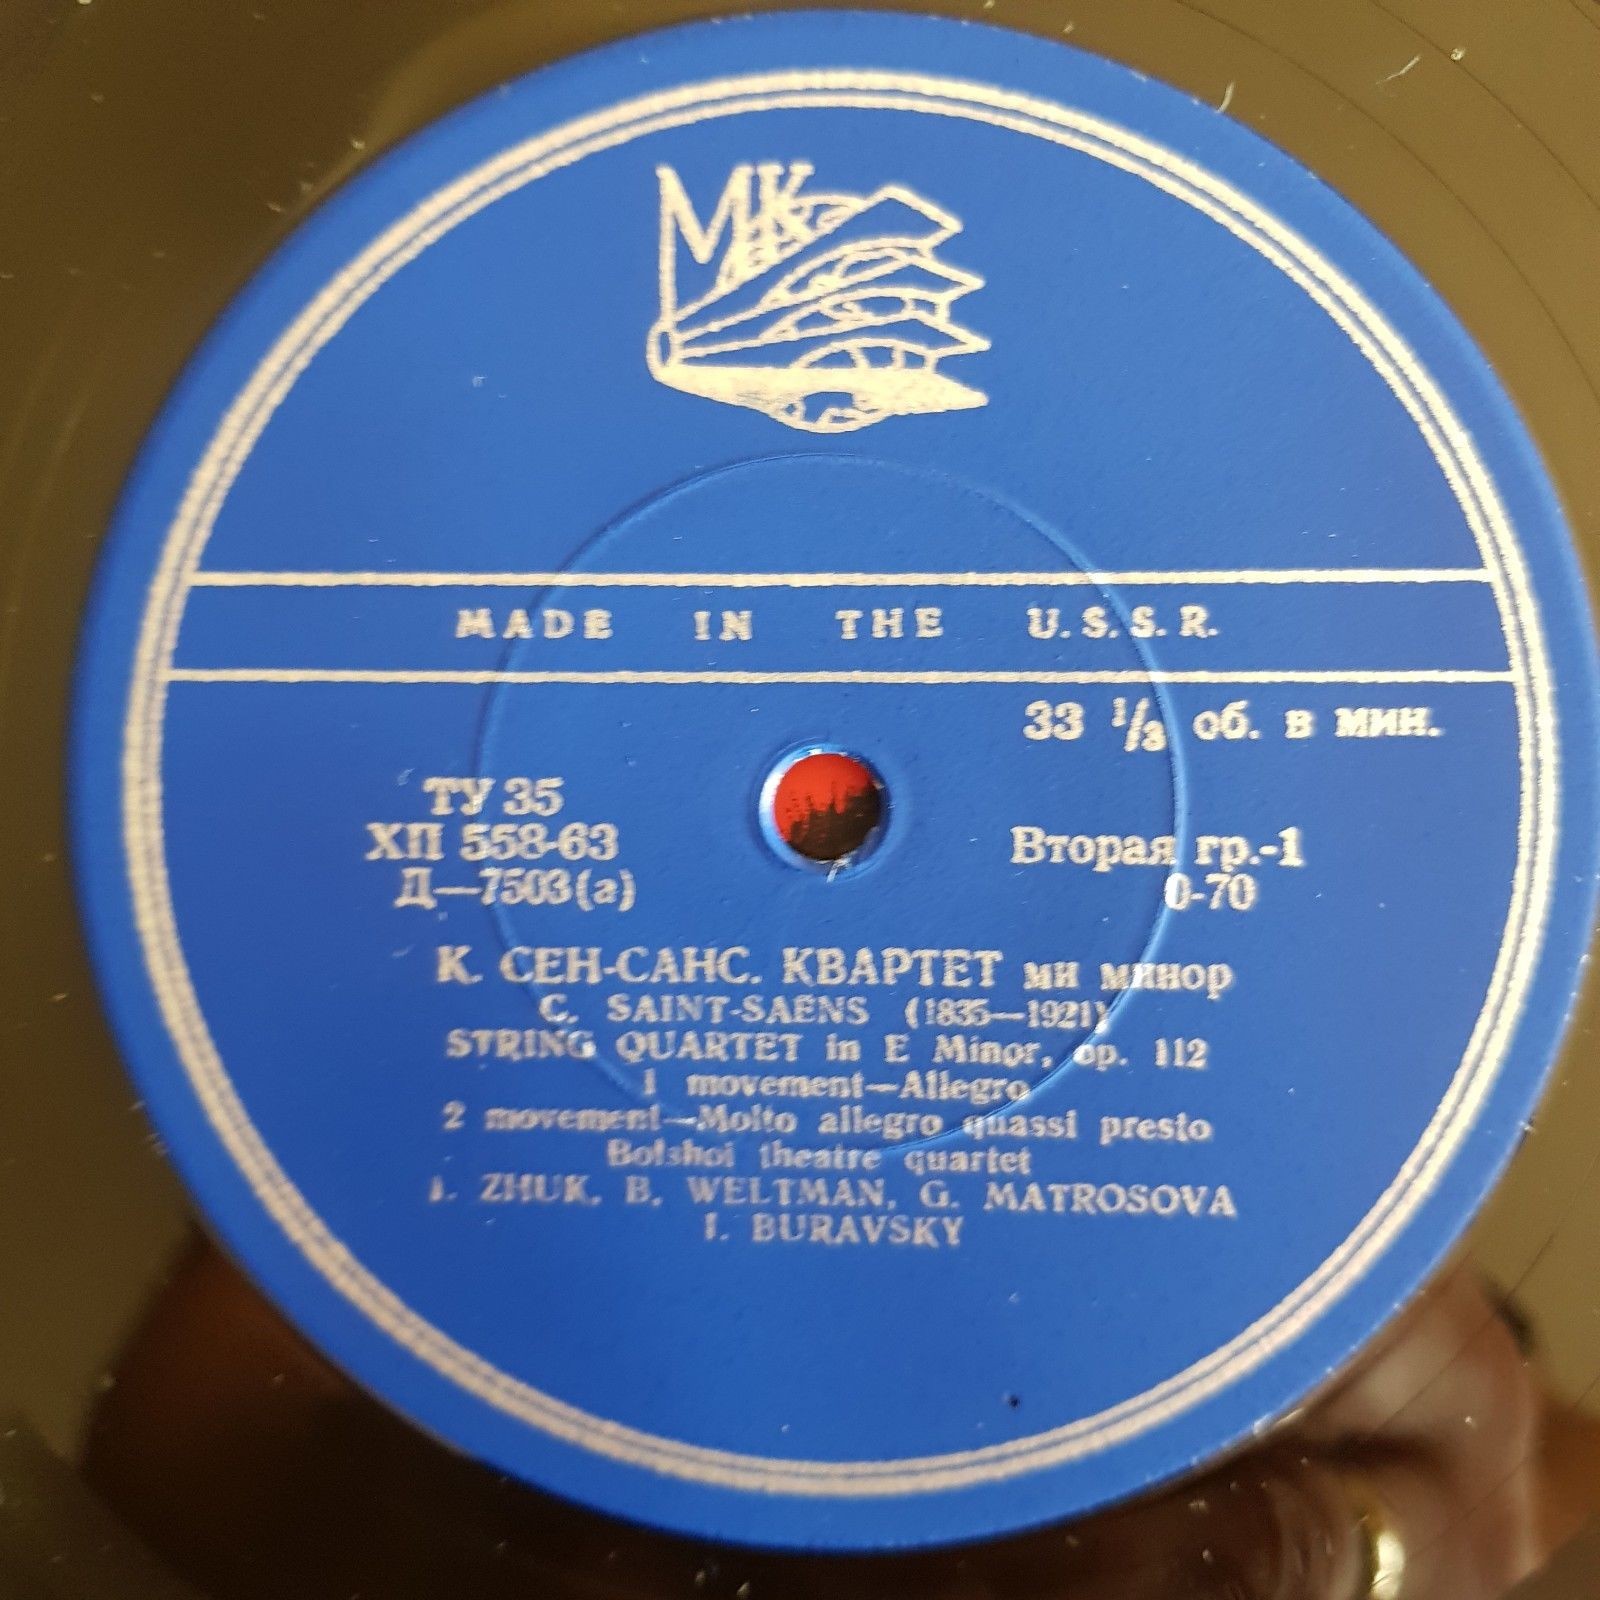 МК
MADE IN THE U.S.S.R.
33 1/3 об. в мин.
ТУ 35
ХП 558-63
Д—7503(а)
Вторая гр.-1
0-70
К. СЕН-САНС. КВАРТЕТ ми минор
C. SAINT-SAËNS (1835—1921)
STRING QUARTET in E Minor, op. 112
1 movement—Allegro
2 movement—Molto allegro quassi presto
Bolshoi theatre quartet
I. ZHUK, B. WELTMAN, G. MATROSOVA
I. BURAVSKY